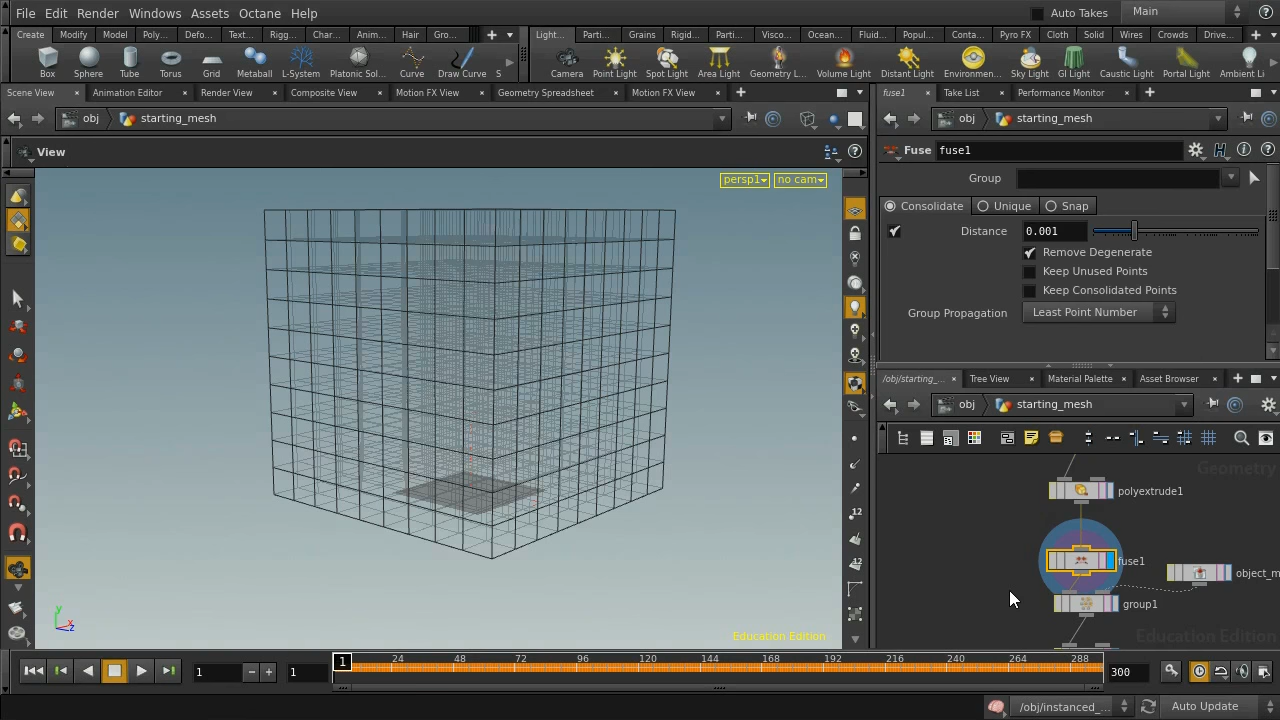 File Edit Render Windows Assets Octane Help Auto Takes Main
Create Modify Model Poly... Defo... Text... Rigg... Char... Anim... Hair Gro... Light... Parti... Grains Rigid... Parti... Visco... Ocean... Fluid... Popul... Conta... Pyro FX Cloth Solid Wires Crowds Drive...
Box Sphere Tube Torus Grid Metaball L-System Platonic Sol... Curve Draw Curve S Camera Point Light Spot Light Area Light Geometry L... Volume Light Distant Light Environmen... Sky Light GI Light Caustic Light Portal Light Ambient Li
Scene View Animation Editor Render View Composite View Motion FX View Geometry Spreadsheet Motion FX View
obj starting_mesh
View
persp1 no cam
12
12
y
x
z
Education Edition
fuse1 Take List Performance Monitor
obj starting_mesh
Fuse fuse1
Group
Consolidate Unique Snap
Distance 0.001
Remove Degenerate
Keep Unused Points
Keep Consolidated Points
Group Propagation Least Point Number
/obj/starting_... Tree View Material Palette Asset Browser
obj starting_mesh
Geometry
polyextrude1
fuse1
object_m
group1
Education Edition
1 1 1 24 48 72 96 120 144 168 192 216 240 264 288 300
/obj/instanced_... Auto Update